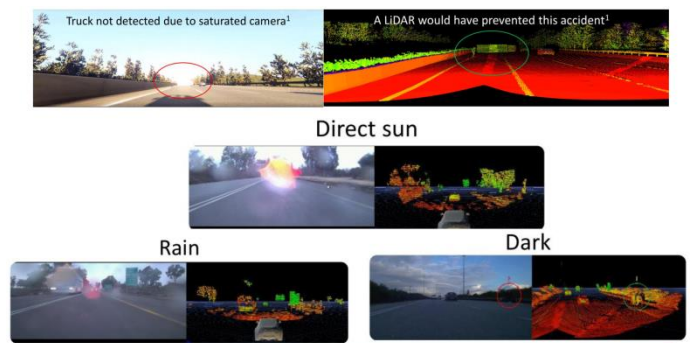 Truck not detected due to saturated camera¹
A LiDAR would have prevented this accident¹
Direct sun
Rain
Dark